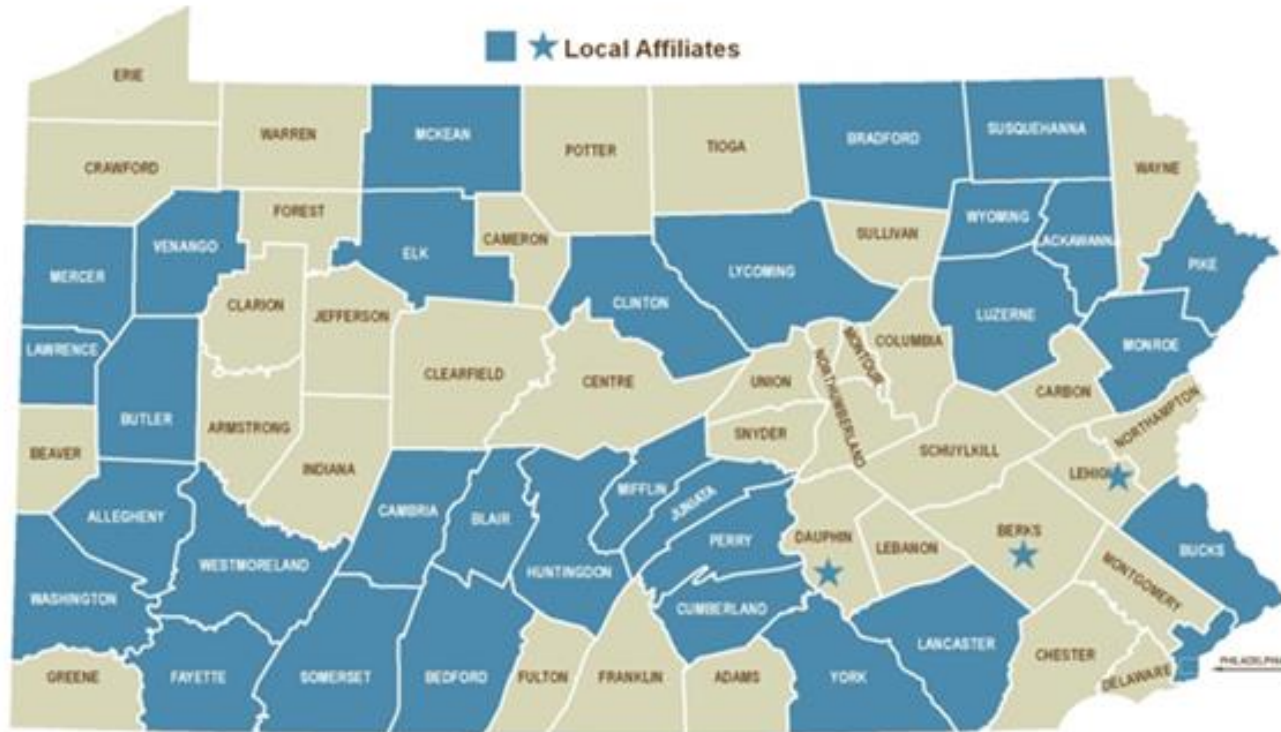 Local Affiliates
ERIE
WARREN
MCKEAN
POTTER
TIOGA
BRADFORD
SUSQUEHANNA
CRAWFORD
WAYNE
FOREST
VENANGO
ELK
CAMERON
SULLIVAN
WYOMING
LACKAWANN
MERCER
LYCOMING
PIKE
CLARION
JEFFERSON
CLINTON
LUZERNE
COLUMBIA
MONTOUR
LAWRENCE
MONROE
CLEARFIELD
CENTRE
UNION
NORTHUMBERLAND
CARBON
BUTLER
NORTHAMPTON
ARMSTRONG
SNYDER
BEAVER
INDIANA
SCHUYLKILL
LEHIG
MIFFLIN
JUNIATA
ALLEGHENY
CAMBRIA
BLAIR
BERKS
DAUPHIN
LEBANON
PERRY
BUCKS
WESTMORELAND
HUNTINGDON
MONTGOMERY
WASHINGTON
CUMBERLAND
LANCASTER
CHESTER
GREENE
FAYETTE
SOMERSET
BEDFORD
FULTON
FRANKLIN
ADAMS
YORK
DELAWARE
PHILADELPHIA